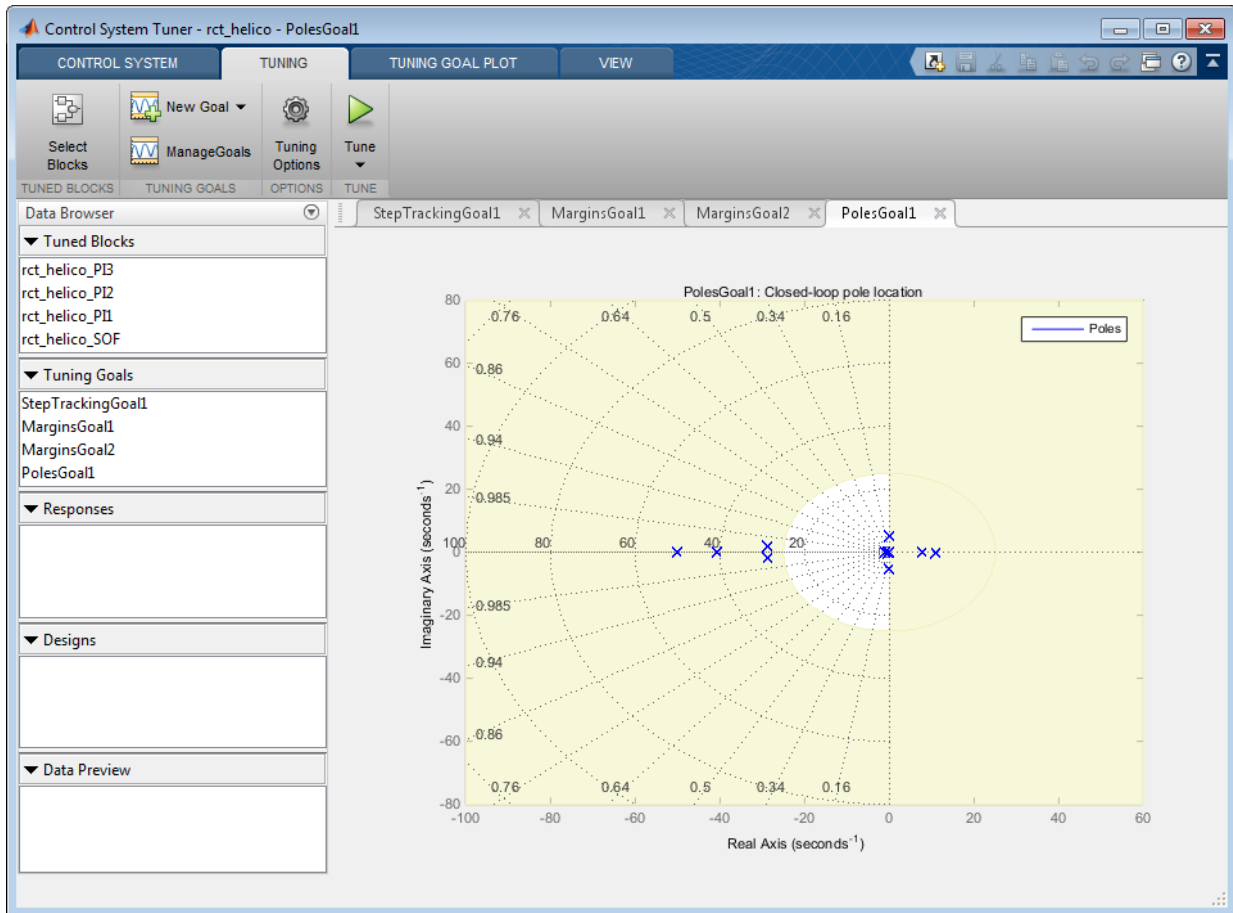 Control System Tuner - rct_helico - PolesGoal1
CONTROL SYSTEM TUNING TUNING GOAL PLOT VIEW
New Goal
ManageGoals
Select Blocks
Tuning Options
Tune
TUNED BLOCKS TUNING GOALS OPTIONS TUNE
Data Browser
StepTrackingGoal1 MarginsGoal1 MarginsGoal2 PolesGoal1
Tuned Blocks
rct_helico_PI3
rct_helico_PI2
rct_helico_PI1
rct_helico_SOF
Tuning Goals
StepTrackingGoal1
MarginsGoal1
MarginsGoal2
PolesGoal1
Responses
Designs
Data Preview
PolesGoal1: Closed-loop pole location
Poles
80
0.76 0.64 0.5 0.34 0.16
60
0.86
40
0.94
20
0.985
100 80 60 40 20
0
-20
0.985
-40
0.94
-60
0.86
0.76 0.64 0.5 0.34 0.16
-80
-100 -80 -60 -40 -20 0 20 40 60
Imaginary Axis (seconds⁻¹)
Real Axis (seconds⁻¹)